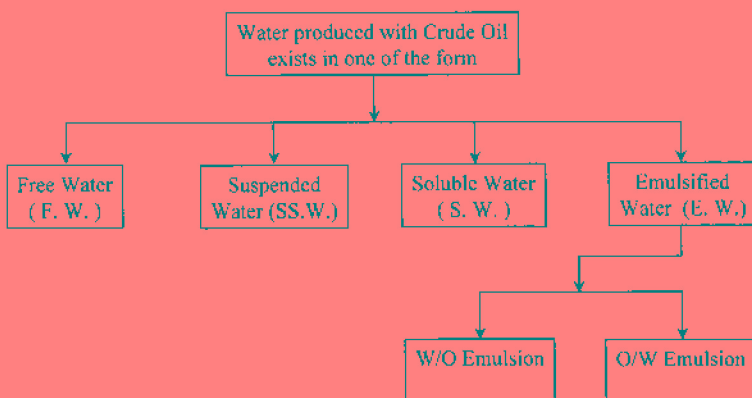 Water produced with Crude Oil
exists in one of the form
Free Water
( F. W. )
Suspended
Water (SS.W.)
Soluble Water
( S. W. )
Emulsified
Water (E. W.)
W/O Emulsion
O/W Emulsion